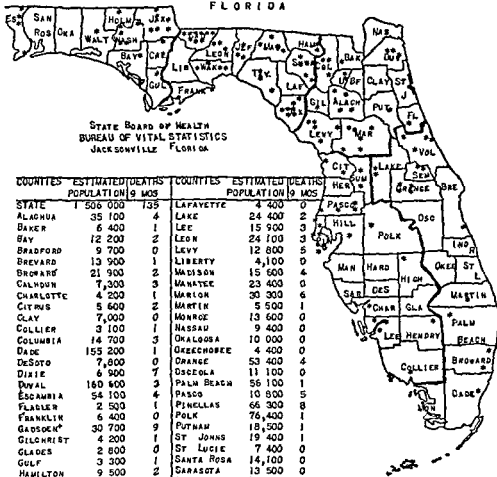 FLORIDA
ES
SAN
ROS
OKA
WALT
HOLM
WASH
JAX
BAY
CAL
GUL
LIB
FRANK
LEO
WAK
JEF
MAD
TAY
HAM
LAF
COL
BAK
NAS
DU
CLAY
ST
J
U
BF
GIL
ALACH
PUT
FL
LEVY
MAR
VOL
CIT
SUM
LAKE
HER
SEM
ORANGE
BRE
PASCO
HILL
POLK
OSO
IND
R
MAN
HARD
HIGH
OKEE
ST
L
SAR
DES
MARTIN
CHAR
GLA
LEE
HENDRY
PALM
BEACH
COLLIER
BROWARD
MON
DADE
STATE BOARD OF HEALTH
BUREAU OF VITAL STATISTICS
JACKSONVILLE FLORIDA
COUNTIES ESTIMATED DEATHS COUNTIES ESTIMATED DEATHS
POPULATION 9 MOS POPULATION 9 MOS
STATE 1 506 000 135 LAFAYETTE 4 400 0
ALACHUA 35 100 4 LAKE 24 400 2
BAKER 6 400 1 LEE 15 900 3
BAY 12 200 2 LEON 24 100 3
BRADFORD 9 700 0 LEVY 12 800 5
BREVARD 13 900 1 LIBERTY 4,100 0
BROWARD 21 900 2 MADISON 15 600 4
CALHOUN 7,300 3 MANATEE 23 400 0
CHARLOTTE 4 200 1 MARION 30 300 6
CITRUS 5 600 2 MARTIN 5 500 1
CLAY 7,000 0 MONROE 13 600 0
COLLIER 3 100 1 NASSAU 9 400 0
COLUMBIA 14 700 3 OKALOOSA 10 000 0
DADE 155 200 1 OKEECHOBEE 4 400 0
DESOTO 7,800 0 ORANGE 53 400 4
DIXIE 6 900 7 OSCEOLA 11 100 0
DUVAL 160 600 3 PALM BEACH 56 100 1
ESCAMBIA 54 100 4 PASCO 10 800 5
FLAGLER 2 500 1 PINELLAS 66 300 8
FRANKLIN 6 400 0 POLK 76,400 1
GADSDEN* 30 700 9 PUTNAM 18,500 1
GILCHRIST 4 200 1 ST JOHNS 19 400 1
GLADES 2 800 0 ST LUCIE 7 400 0
GULF 3 300 1 SANTA ROSA 14,100 0
HAMILTON 9 500 2 SARASOTA 13 500 0